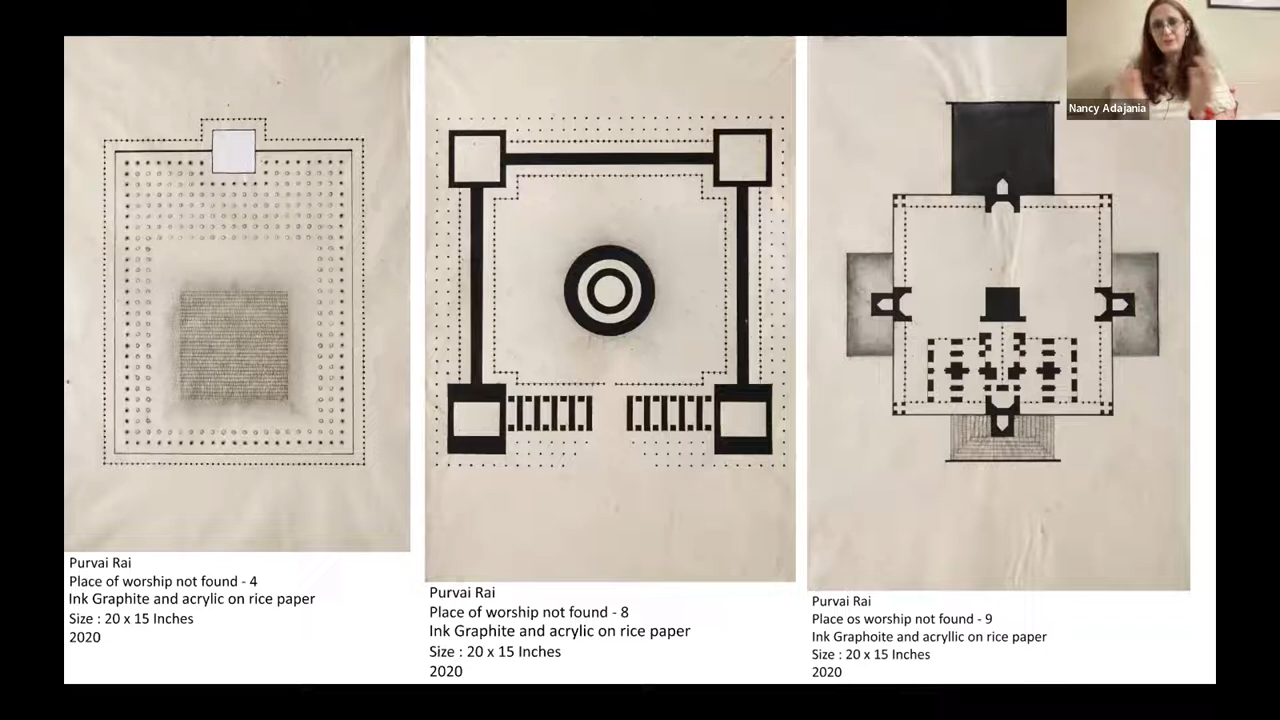 Nancy Adajania
Purvai Rai
Place of worship not found - 4
Ink Graphite and acrylic on rice paper
Size : 20 x 15 Inches
2020
Purvai Rai
Place of worship not found - 8
Ink Graphite and acrylic on rice paper
Size : 20 x 15 Inches
2020
Purvai Rai
Place os worship not found - 9
Ink Graphoite and acryllic on rice paper
Size : 20 x 15 Inches
2020